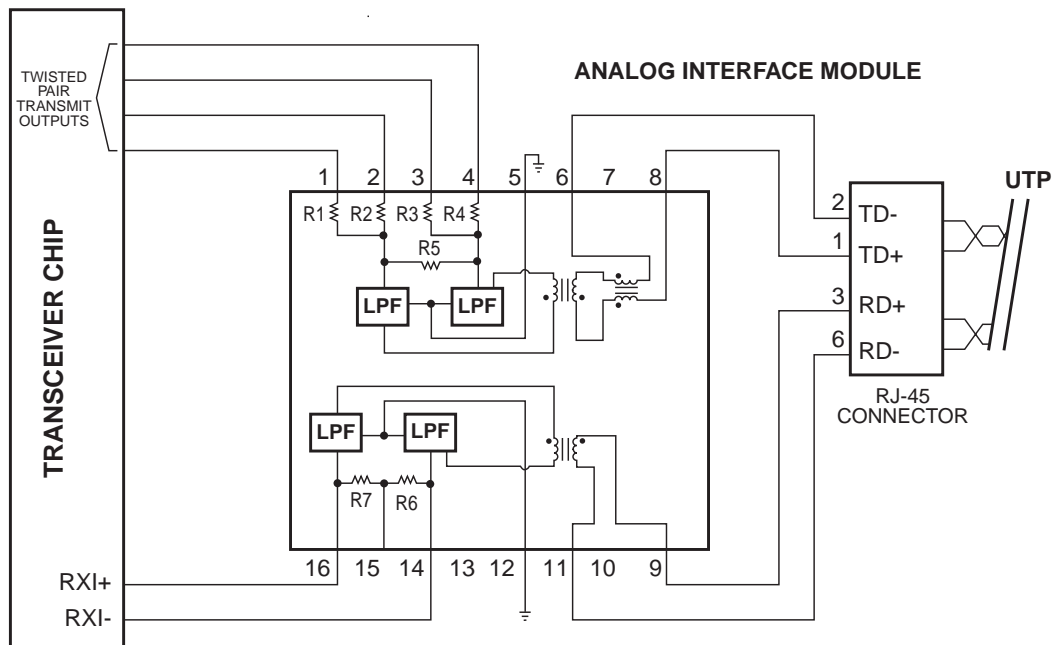 TWISTED
PAIR
TRANSMIT
OUTPUTS
ANALOG INTERFACE MODULE
1 2 3 4 5 6 7 8
R1 R2 R3 R4
R5
LPF LPF
UTP
2 TD-
1 TD+
3 RD+
6 RD-
RJ-45
CONNECTOR
TRANSCEIVER CHIP
LPF LPF
R7 R6
16 15 14 13 12 11 10 9
RXI+
RXI-